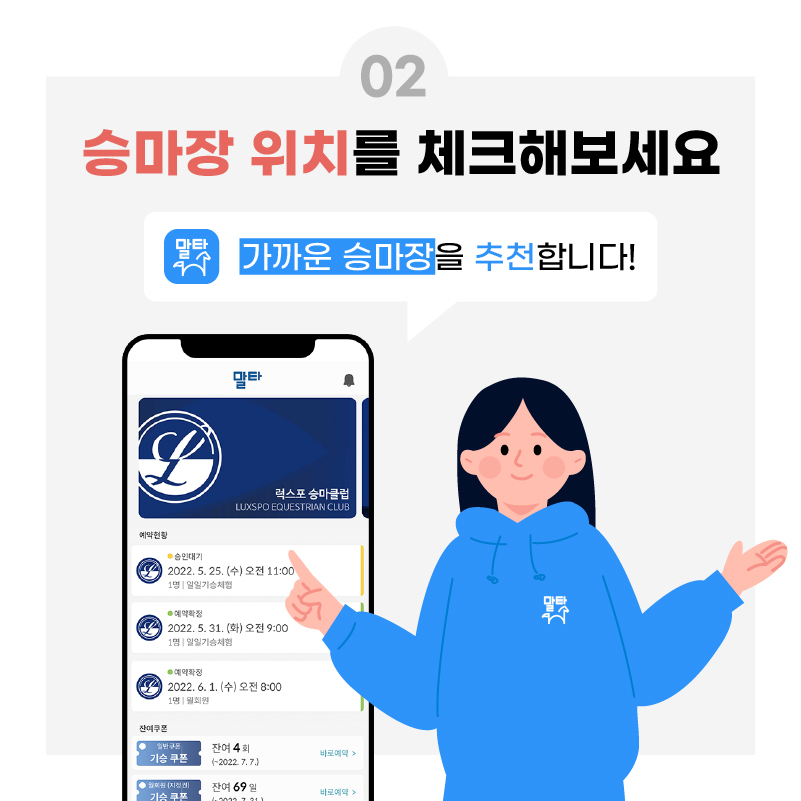 02
승마장 위치를 체크해보세요
말타
가까운 승마장을 추천합니다!
말타
럭스포 승마클럽
LUXSPO EQUESTRIAN CLUB
예약현황
승인대기
2022. 5. 25. (수) 오전 11:00
1명 | 일일기승체험
예약확정
2022. 5. 31. (화) 오전 9:00
1명 | 일일기승체험
예약확정
2022. 6. 1. (수) 오전 8:00
1명 | 월회원
잔여쿠폰
일반 쿠폰
기승 쿠폰
잔여 4 회
(~2022. 7. 7.)
바로예약 >
월회원 (지정권)
기승 쿠폰
잔여 69 일
(~2022. 7. 31.)
바로예약 >
말타